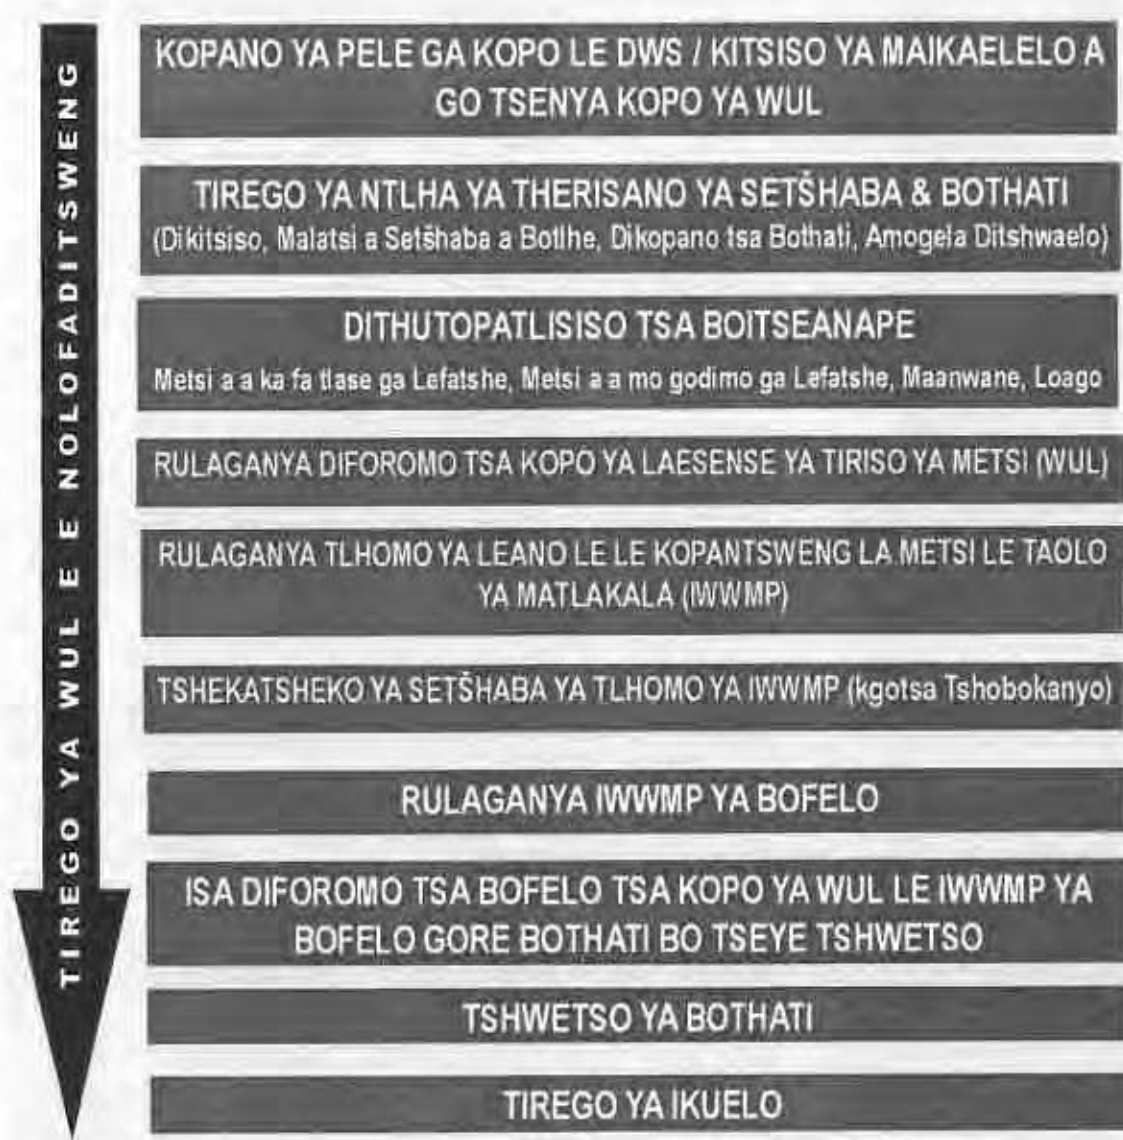 TIREGO YA WUL E E NOLOFADITSWENG
KOPANO YA PELE GA KOPO LE DWS / KITSISO YA MAIKAELELO A
GO TSENYA KOPO YA WUL
TIREGO YA NTLHA YA THERISANO YA SETŠHABA & BOTHATI
(Dikitsiso, Malatsi a Setšhaba a Botlhe, Dikopano tsa Bothati, Amogela Ditshwaelo)
DITHUTOPATLISISO TSA BOITSEANAPE
Metsi a a ka fa tlase ga Lefatshe, Metsi a a mo godimo ga Lefatshe, Maanwane, Loago
RULAGANYA DIFOROMO TSA KOPO YA LAESENSE YA TIRISO YA METSI (WUL)
RULAGANYA TLHOMO YA LEANO LE LE KOPANTSWENG LA METSI LE TAOLO
YA MATLAKALA (IWWMP)
TSHEKATSHEKO YA SETŠHABA YA TLHOMO YA IWWMP (kgotsa Tshobokanyo)
RULAGANYA IWWMP YA BOFELO
ISA DIFOROMO TSA BOFELO TSA KOPO YA WUL LE IWWMP YA
BOFELO GORE BOTHATI BO TSEYE TSHWETSO
TSHWETSO YA BOTHATI
TIREGO YA IKUELO